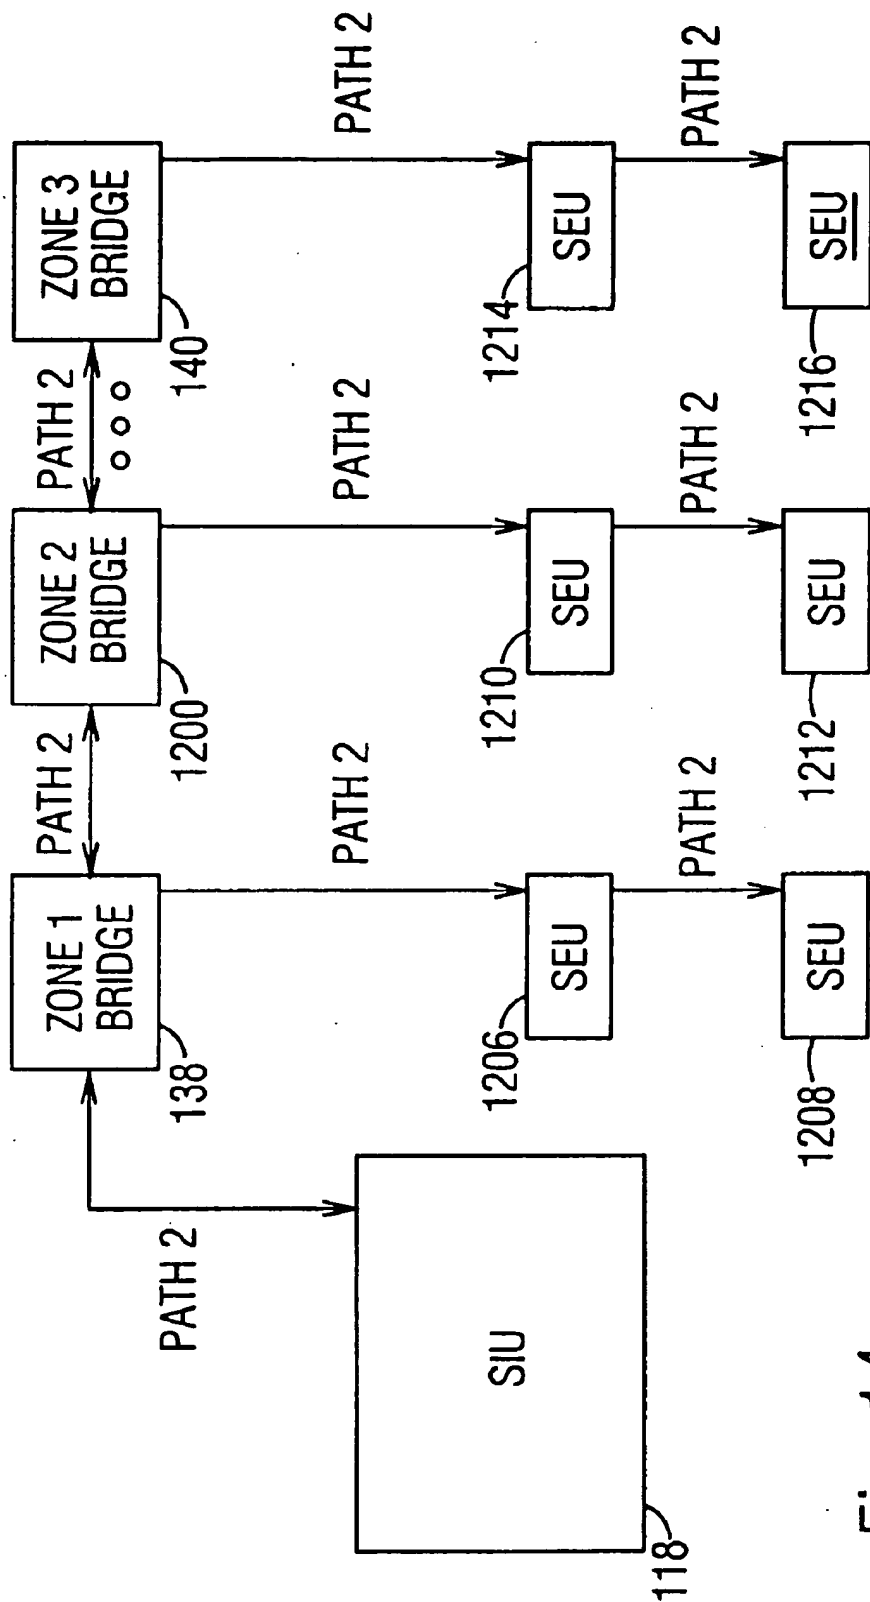 ZONE 1
BRIDGE
138
PATH 2
ZONE 2
BRIDGE
1200
PATH 2
ZONE 3
BRIDGE
140
PATH 2
SIU
118
PATH 2
PATH 2
PATH 2
SEU
1206
SEU
1210
SEU
1214
PATH 2
PATH 2
PATH 2
SEU
1208
SEU
1212
SEU
1216